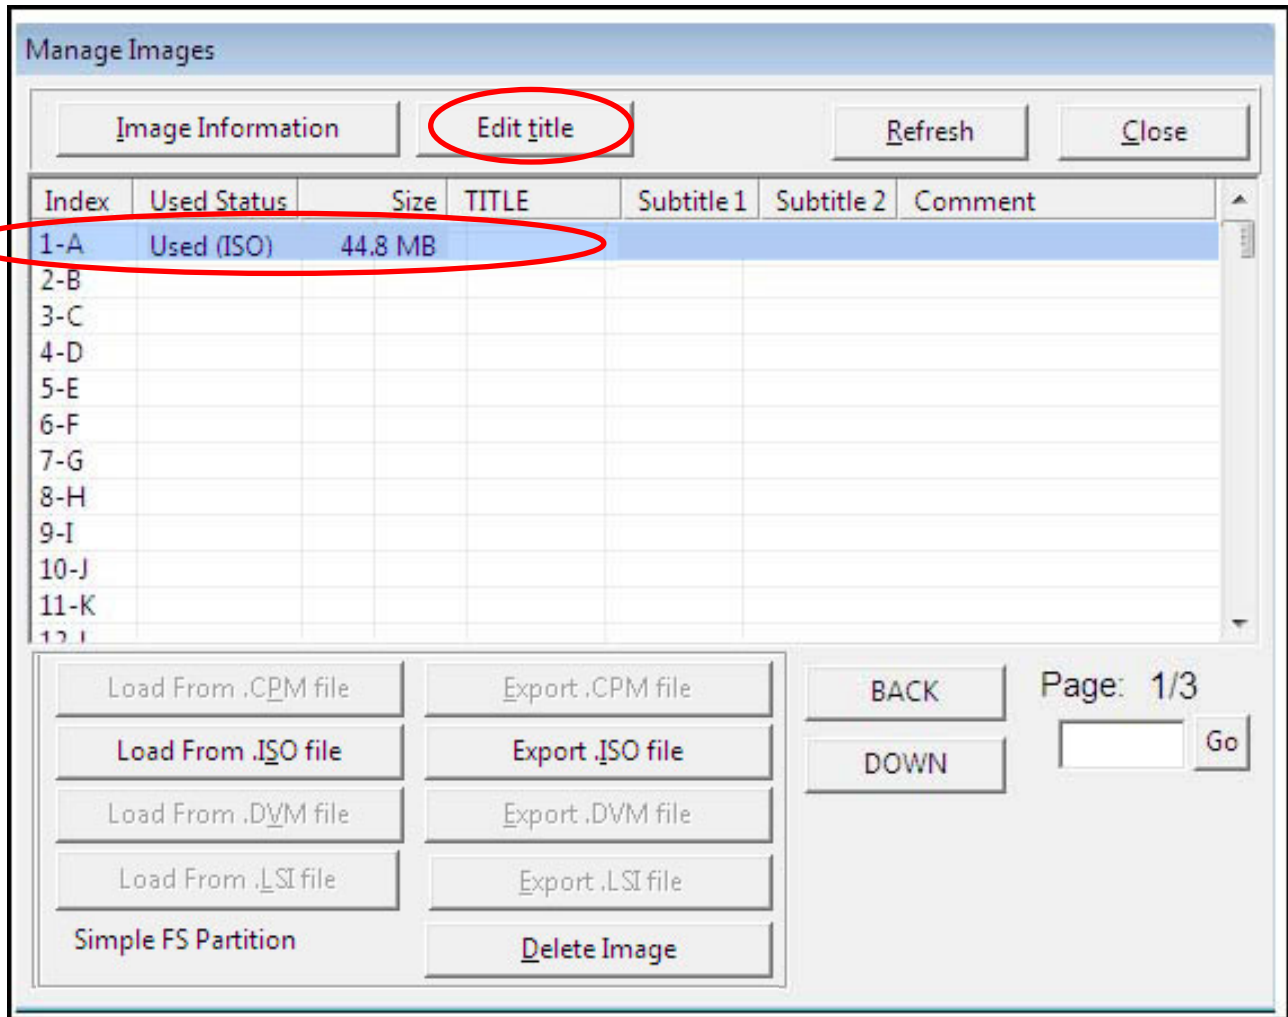 Manage Images
Image Information Edit title Refresh Close
Index Used Status Size TITLE Subtitle 1 Subtitle 2 Comment
1-A Used (ISO) 44.8 MB
2-B
3-C
4-D
5-E
6-F
7-G
8-H
9-I
10-J
11-K
Load From .CPM file Export .CPM file BACK Page: 1/3
Load From .ISO file Export .ISO file DOWN Go
Load From .DVM file Export .DVM file
Load From .LSI file Export .LSI file
Simple FS Partition Delete Image